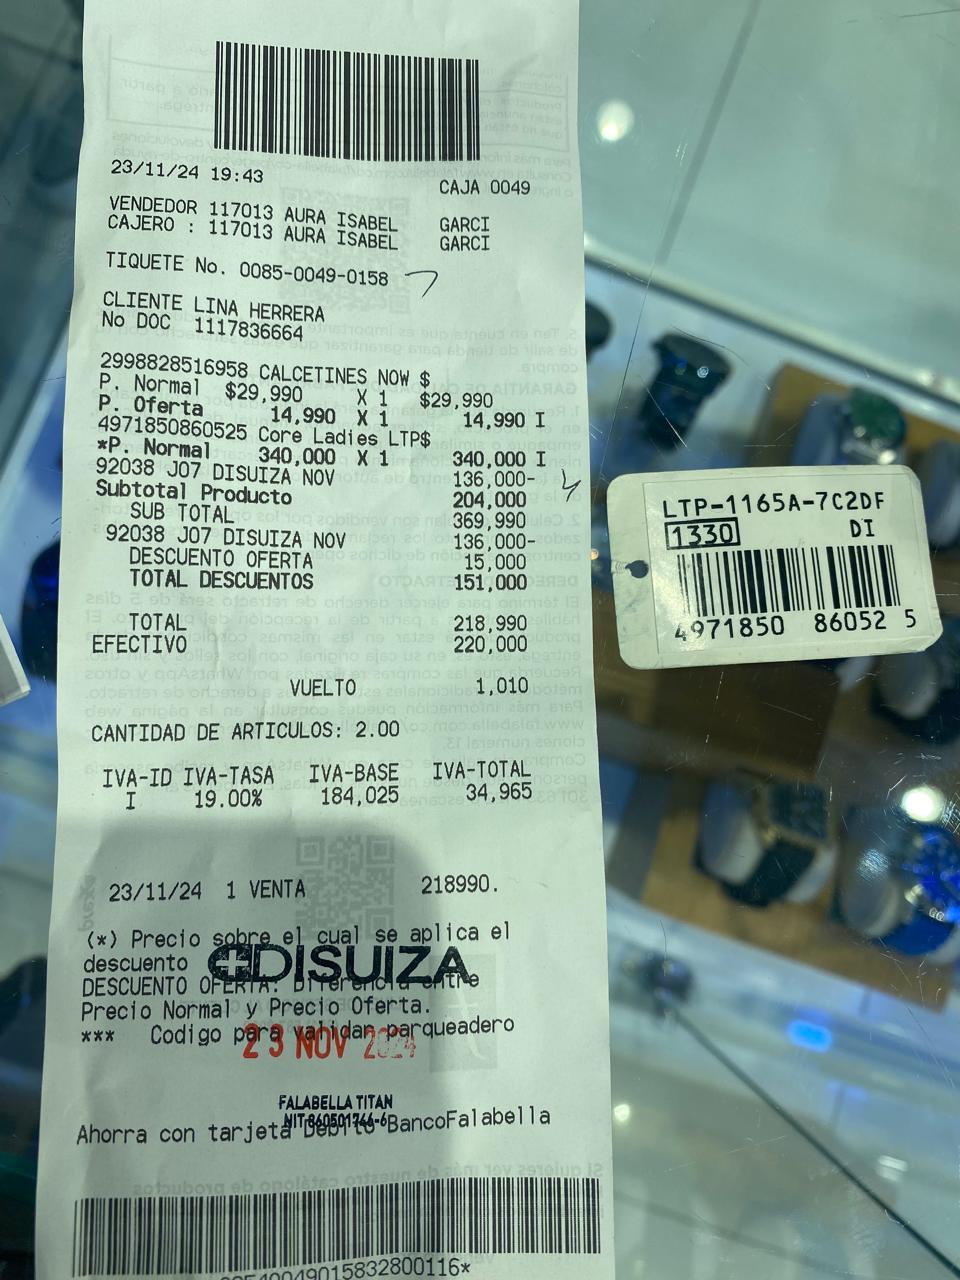 23/11/24 19:43 CAJA 0049
VENDEDOR 117013 AURA ISABEL GARCI
CAJERO : 117013 AURA ISABEL GARCI
TIQUETE No. 0085-0049-0158
CLIENTE LINA HERRERA
No DOC 1117836664
2998828516958 CALCETINES NOW $
P. Normal $29,990 X 1 $29,990
P. Oferta 14,990 X 1 14,990 I
4971850860525 Core Ladies LTP$
*P. Normal 340,000 X 1 340,000 I
92038 J07 DISUIZA NOV 136,000-
Subtotal Producto 204,000
SUB TOTAL 369,990
92038 J07 DISUIZA NOV 136,000-
DESCUENTO OFERTA 15,000
TOTAL DESCUENTOS 151,000
TOTAL 218,990
EFECTIVO 220,000
VUELTO 1,010
CANTIDAD DE ARTICULOS: 2.00
IVA-ID IVA-TASA IVA-BASE IVA-TOTAL
I 19.00% 184,025 34,965
23/11/24 1 VENTA 218990.
(*) Precio sobre el cual se aplica el
descuento
DISUIZA
DESCUENTO OFERTA: Diferencia entre
Precio Normal y Precio Oferta.
*** Codigo para validar parqueadero
23 NOV 2024
FALABELLA TITAN
NIT 860501746-6
Ahorra con tarjeta Debito BancoFalabella
LTP-1165A-7C2DF
1330 DI
4971850 86052 5